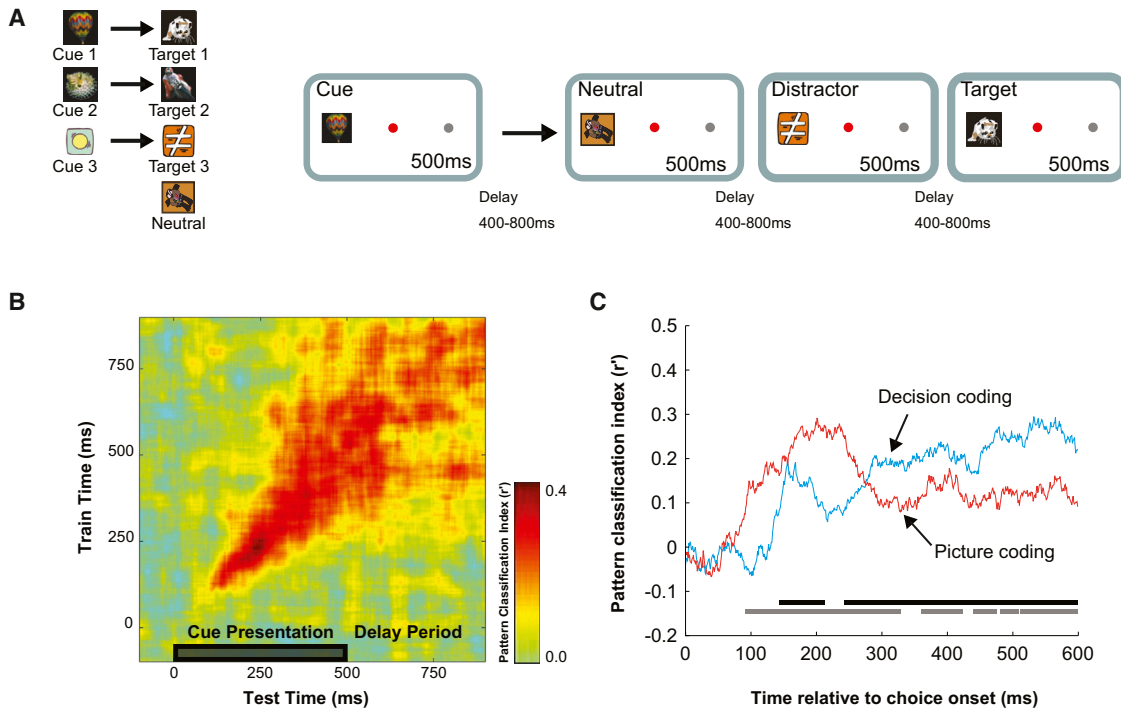 A
Cue 1
Target 1
Cue 2
Target 2
Cue 3
Target 3
Neutral
Cue
500ms
Delay
400-800ms
Neutral
500ms
Delay
400-800ms
Distractor
500ms
Delay
400-800ms
Target
500ms
B
Train Time (ms)
750
500
250
0
Cue Presentation
Delay Period
0
250
500
750
Test Time (ms)
Pattern Classification Index (r')
0.4
0.0
C
Pattern classification index (r')
0.5
0.4
0.3
0.2
0.1
0
-0.1
-0.2
Decision coding
Picture coding
0
100
200
300
400
500
600
Time relative to choice onset (ms)